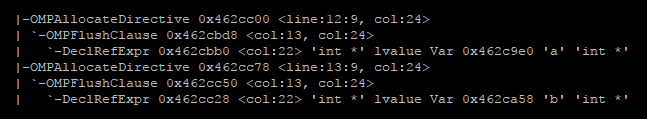 |-OMPAllocateDirective 0x462cc00 <line:12:9, col:24>
| `-OMPFlushClause 0x462cbd8 <col:13, col:24>
|   `-DeclRefExpr 0x462cbb0 <col:22> 'int *' lvalue Var 0x462c9e0 'a' 'int *'
|-OMPAllocateDirective 0x462cc78 <line:13:9, col:24>
| `-OMPFlushClause 0x462cc50 <col:13, col:24>
|   `-DeclRefExpr 0x462cc28 <col:22> 'int *' lvalue Var 0x462ca58 'b' 'int *'